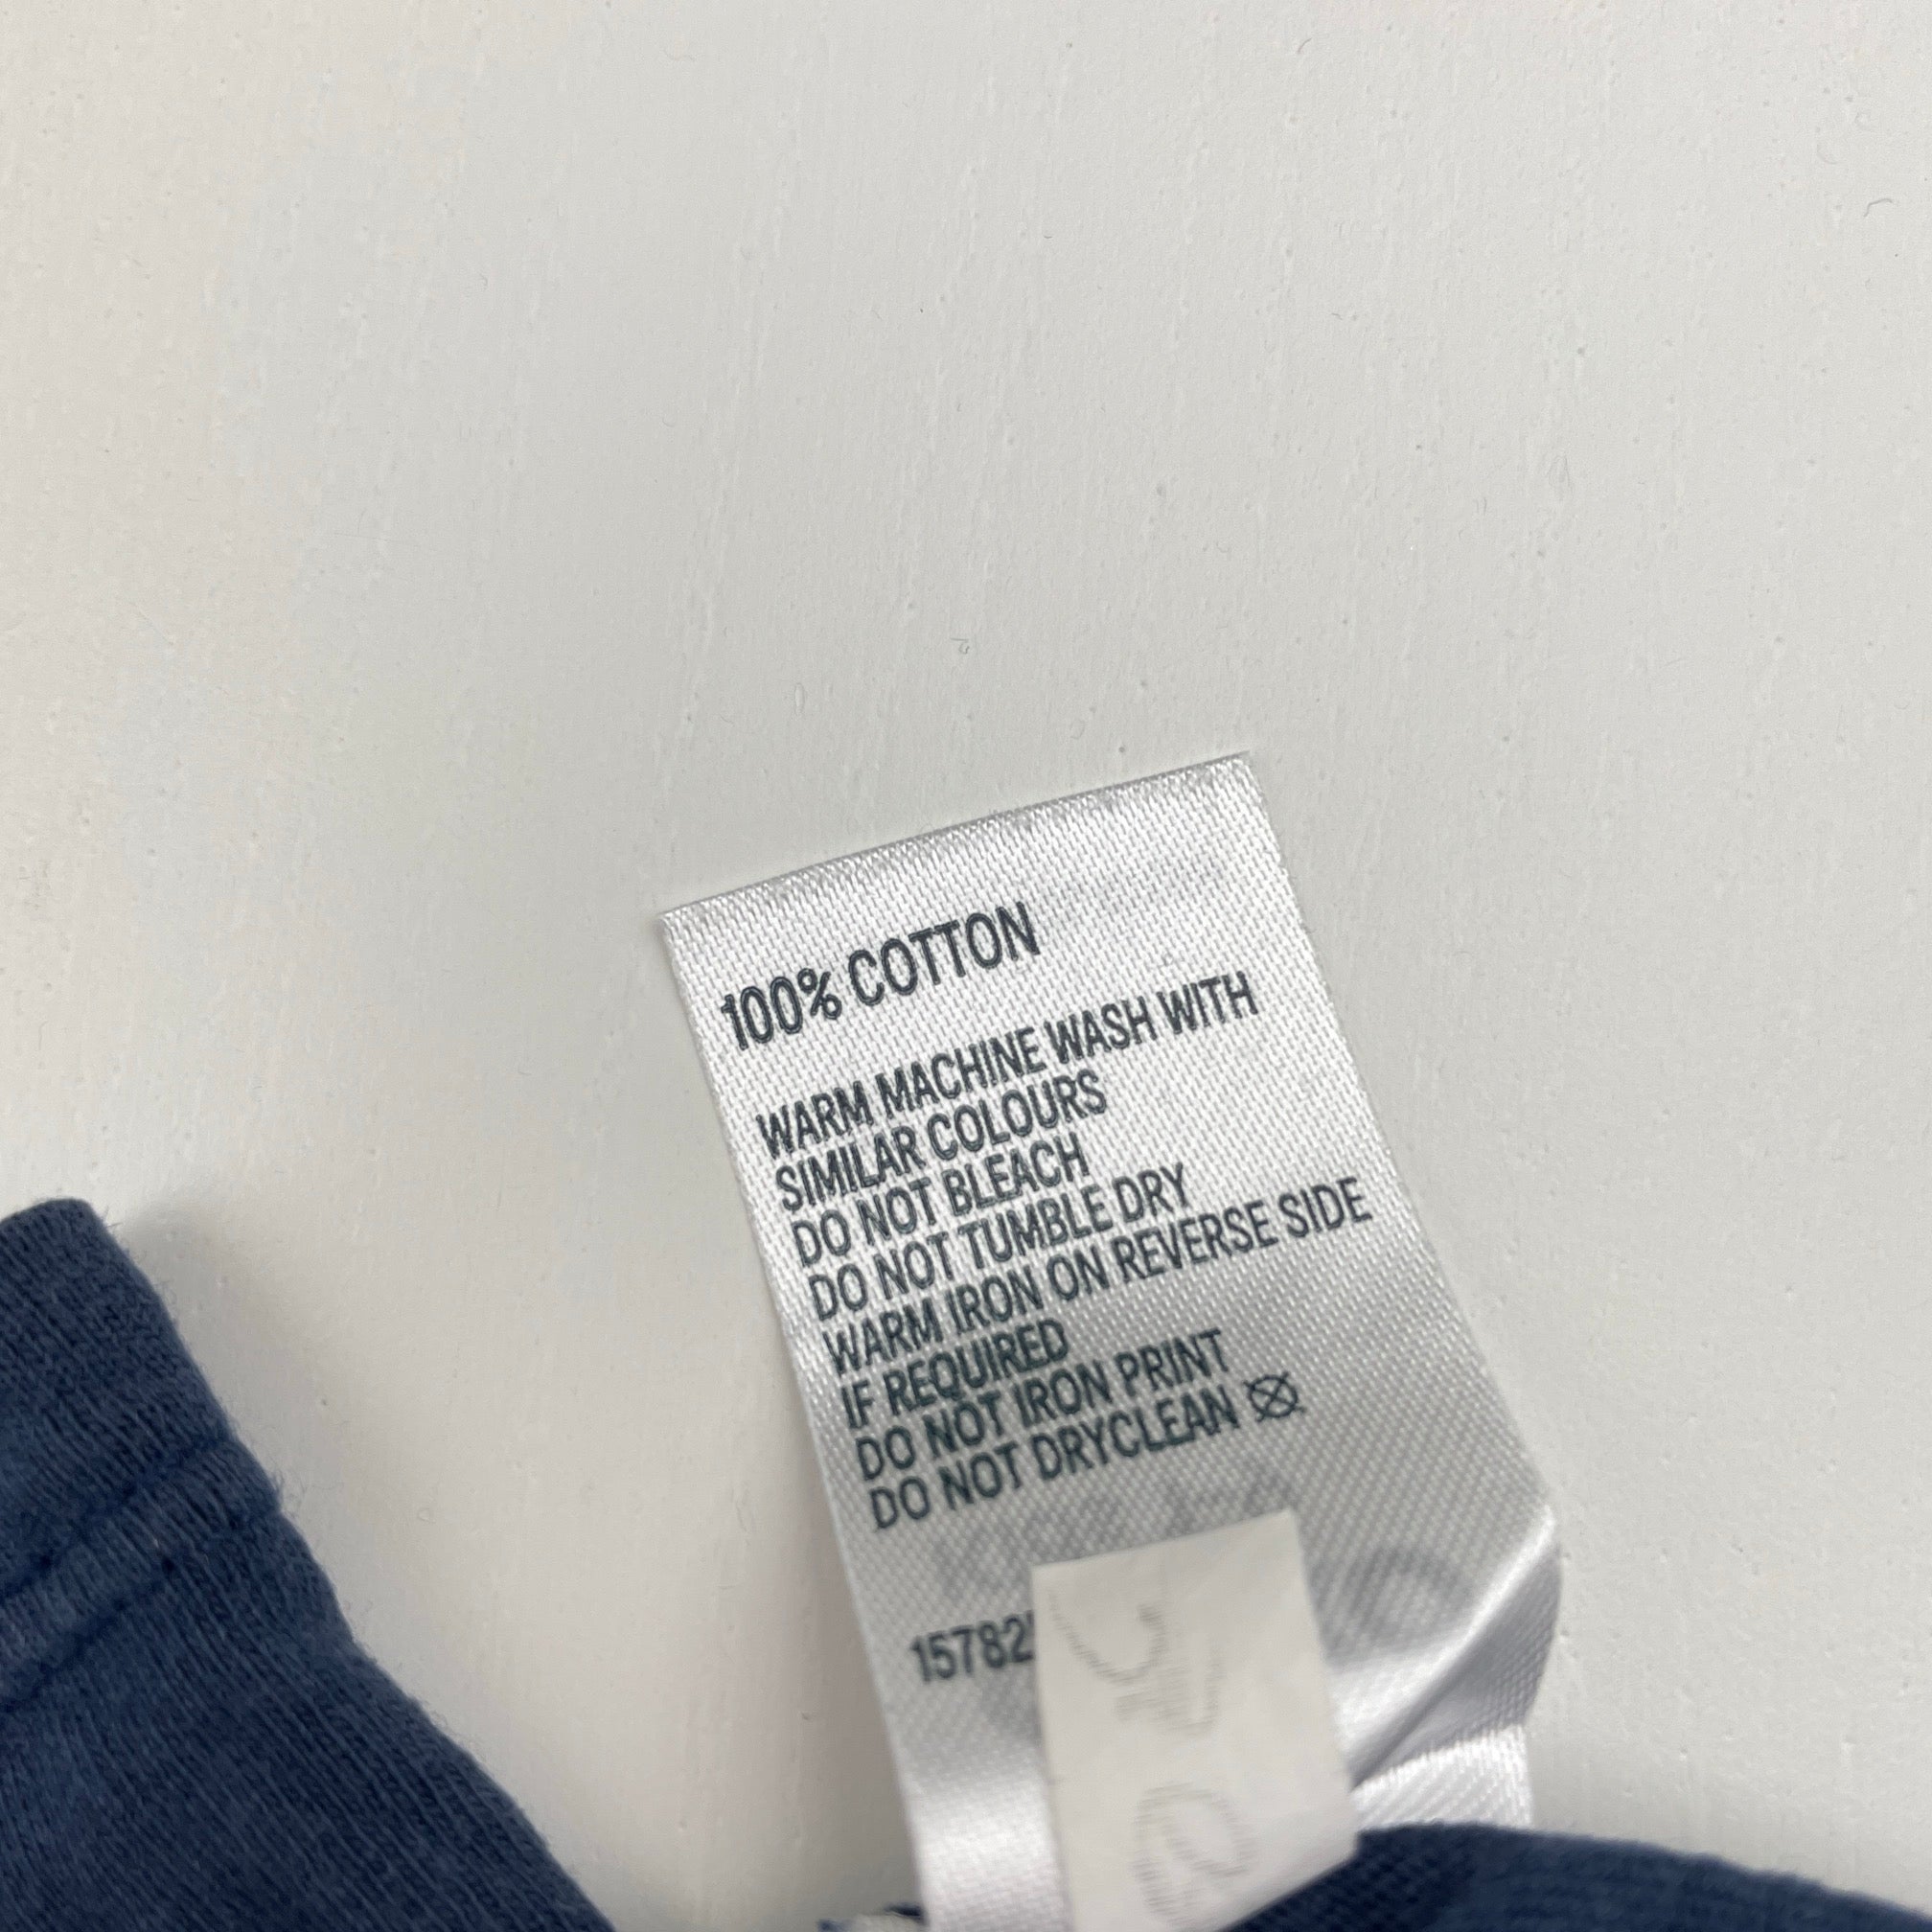 100% COTTON
WARM MACHINE WASH WITH
SIMILAR COLOURS
DO NOT BLEACH
DO NOT TUMBLE DRY
WARM IRON ON REVERSE SIDE
IF REQUIRED
DO NOT IRON PRINT
DO NOT DRYCLEAN